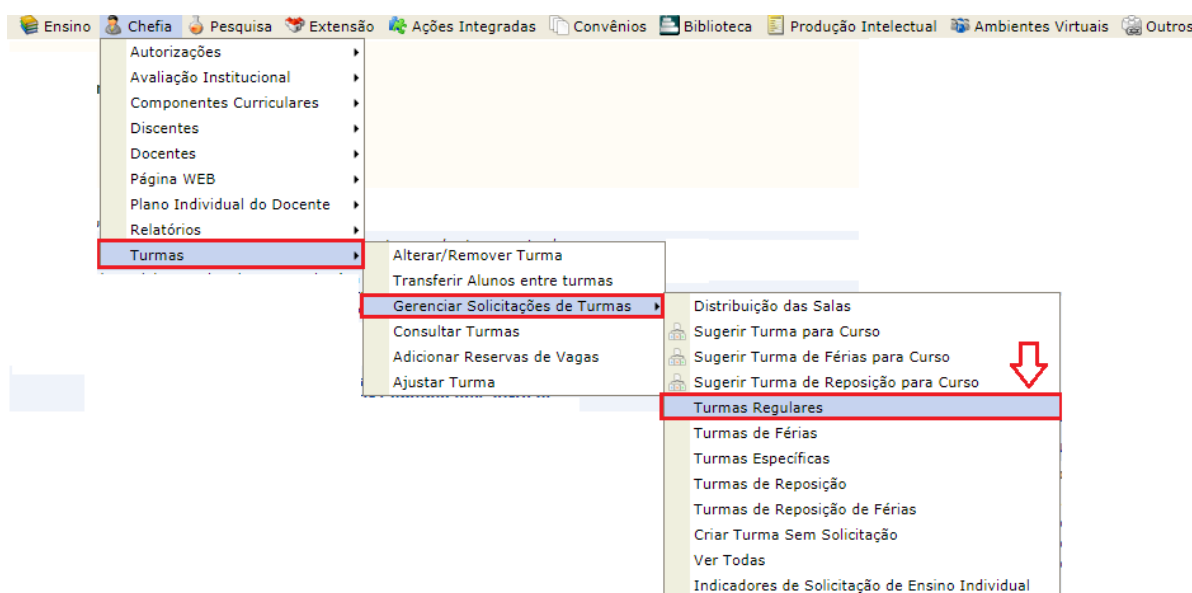 Ensino Chefia Pesquisa Extensão Ações Integradas Convênios Biblioteca Produção Intelectual Ambientes Virtuais Outros
Autorizações
Avaliação Institucional
Componentes Curriculares
Discentes
Docentes
Página WEB
Plano Individual do Docente
Relatórios
Turmas
Alterar/Remover Turma
Transferir Alunos entre turmas
Gerenciar Solicitações de Turmas
Consultar Turmas
Adicionar Reservas de Vagas
Ajustar Turma
Distribuição das Salas
Sugerir Turma para Curso
Sugerir Turma de Férias para Curso
Sugerir Turma de Reposição para Curso
Turmas Regulares
Turmas de Férias
Turmas Específicas
Turmas de Reposição
Turmas de Reposição de Férias
Criar Turma Sem Solicitação
Ver Todas
Indicadores de Solicitação de Ensino Individual